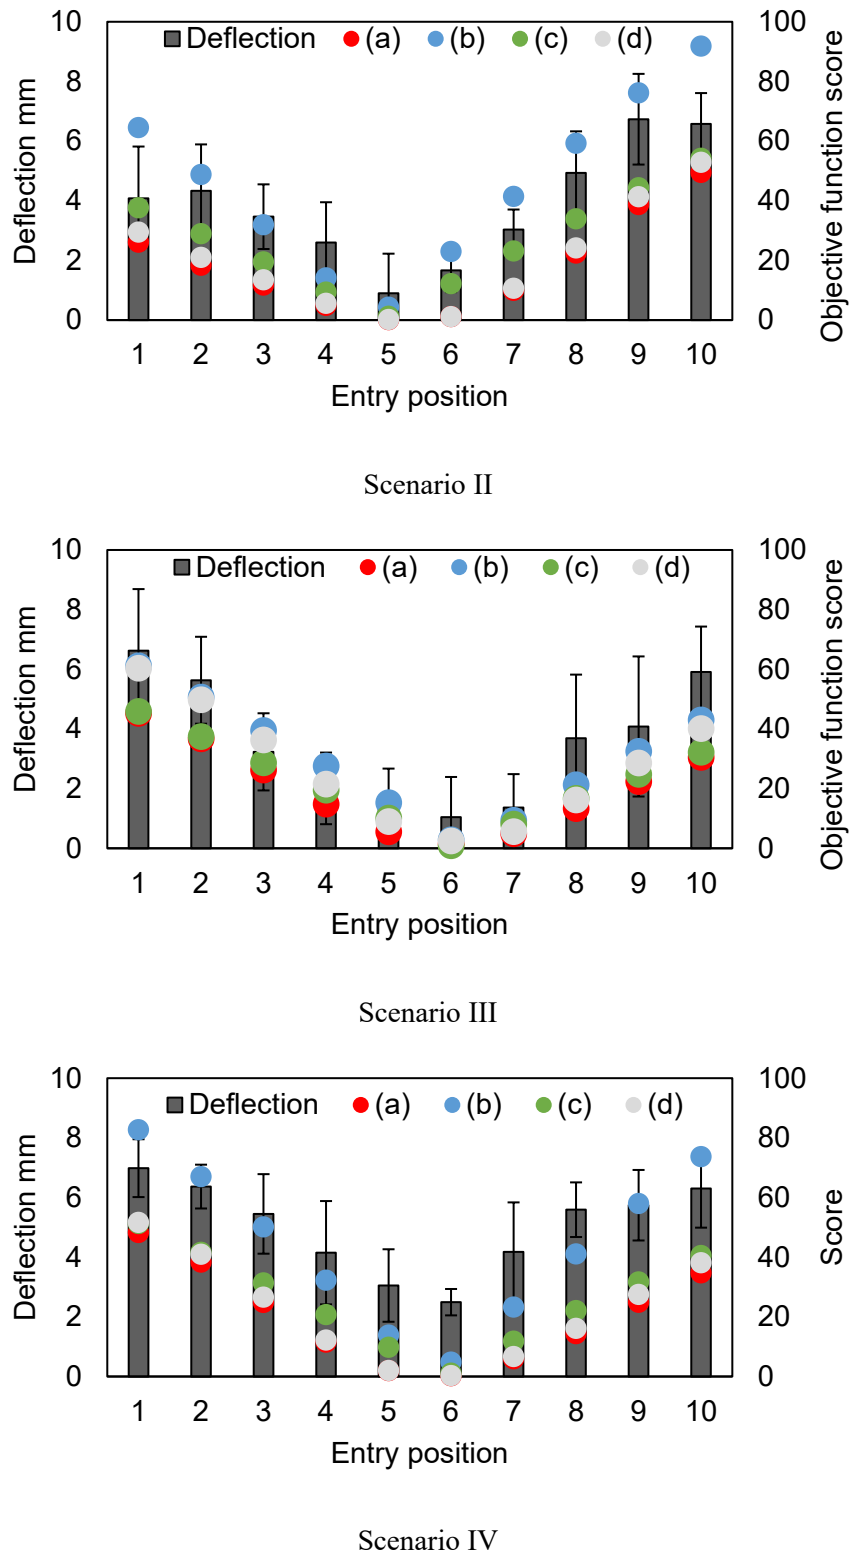 Deflection (a) (b) (c) (d)
Deflection mm
Objective function score
10
8
6
4
2
0
100
80
60
40
20
0
1 2 3 4 5 6 7 8 9 10
Entry position
Scenario II
Deflection (a) (b) (c) (d)
Deflection mm
Objective function score
10
8
6
4
2
0
100
80
60
40
20
0
1 2 3 4 5 6 7 8 9 10
Entry position
Scenario III
Deflection (a) (b) (c) (d)
Deflection mm
Score
10
8
6
4
2
0
100
80
60
40
20
0
1 2 3 4 5 6 7 8 9 10
Entry position
Scenario IV